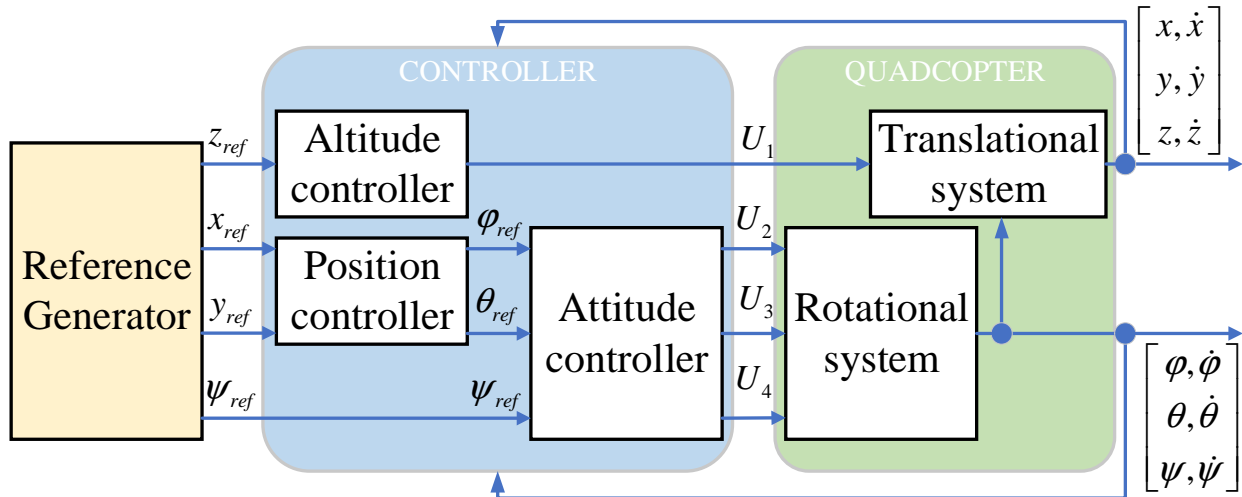 CONTROLLER
QUADCOPTER
x, ẋ
y, ẏ
z, ż
z_ref
Altitude
controller
U_1
Translational
system
x_ref
φ_ref
U_2
Reference
Generator
Position
controller
y_ref
θ_ref
Attitude
controller
U_3
Rotational
system
ψ_ref
ψ_ref
U_4
φ, φ̇
θ, θ̇
ψ, ψ̇